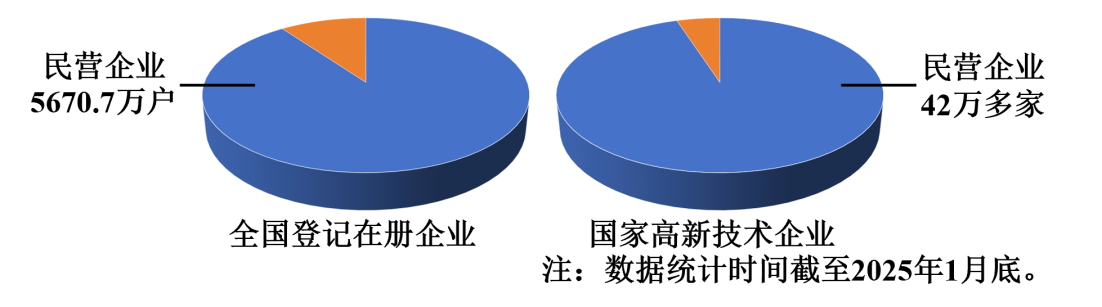 民营企业
5670.7万户
民营企业
42万多家
全国登记在册企业
国家高新技术企业
注：数据统计时间截至2025年1月底。